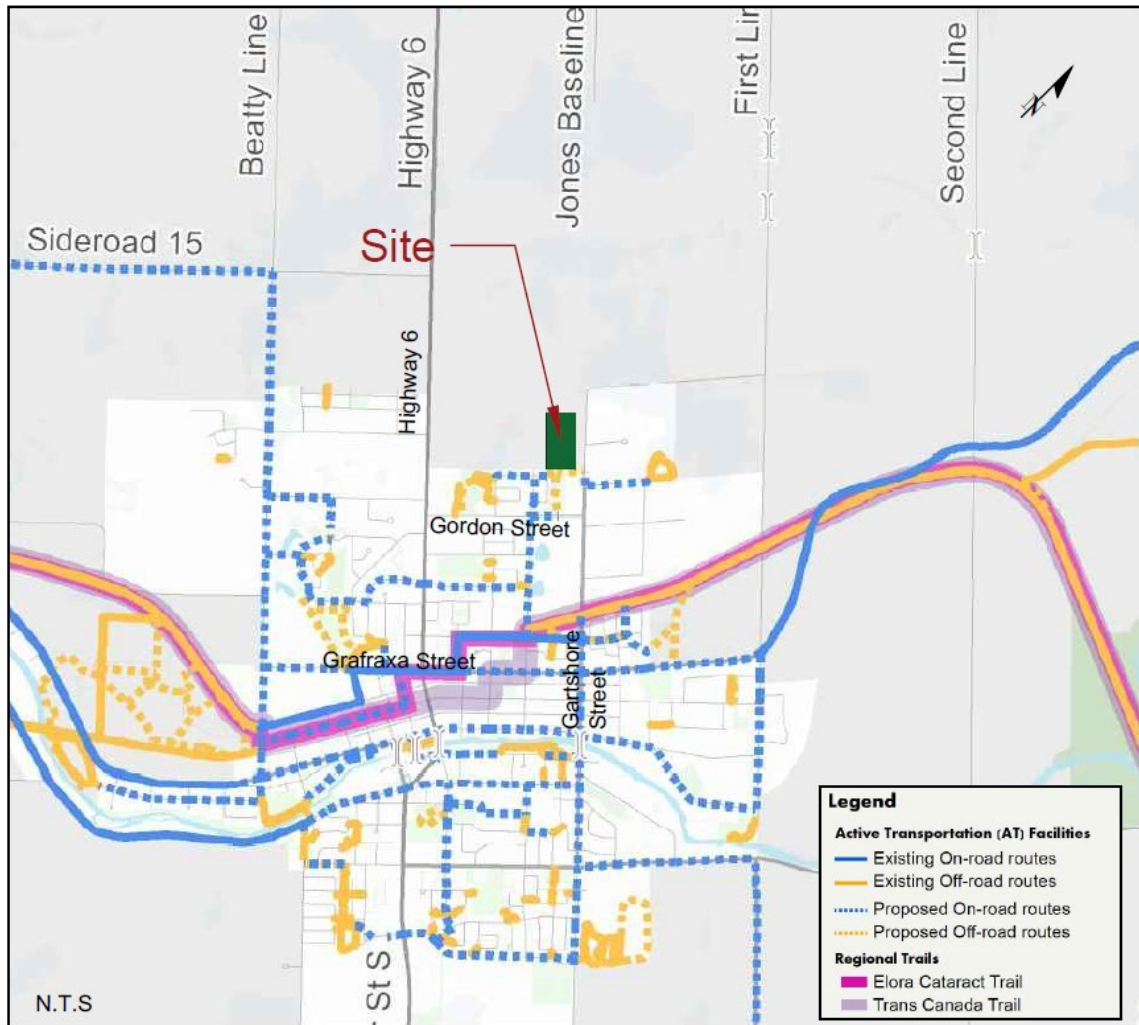 Beatty Line
Highway 6
Jones Baseline
First Lin
Second Line
N
Sideroad 15
Site
Highway 6
Gordon Street
Grafraxa Street
Gartshore
Street
St S
N.T.S
Legend
Active Transportation (AT) Facilities
Existing On-road routes
Existing Off-road routes
Proposed On-road routes
Proposed Off-road routes
Regional Trails
Elora Cataract Trail
Trans Canada Trail